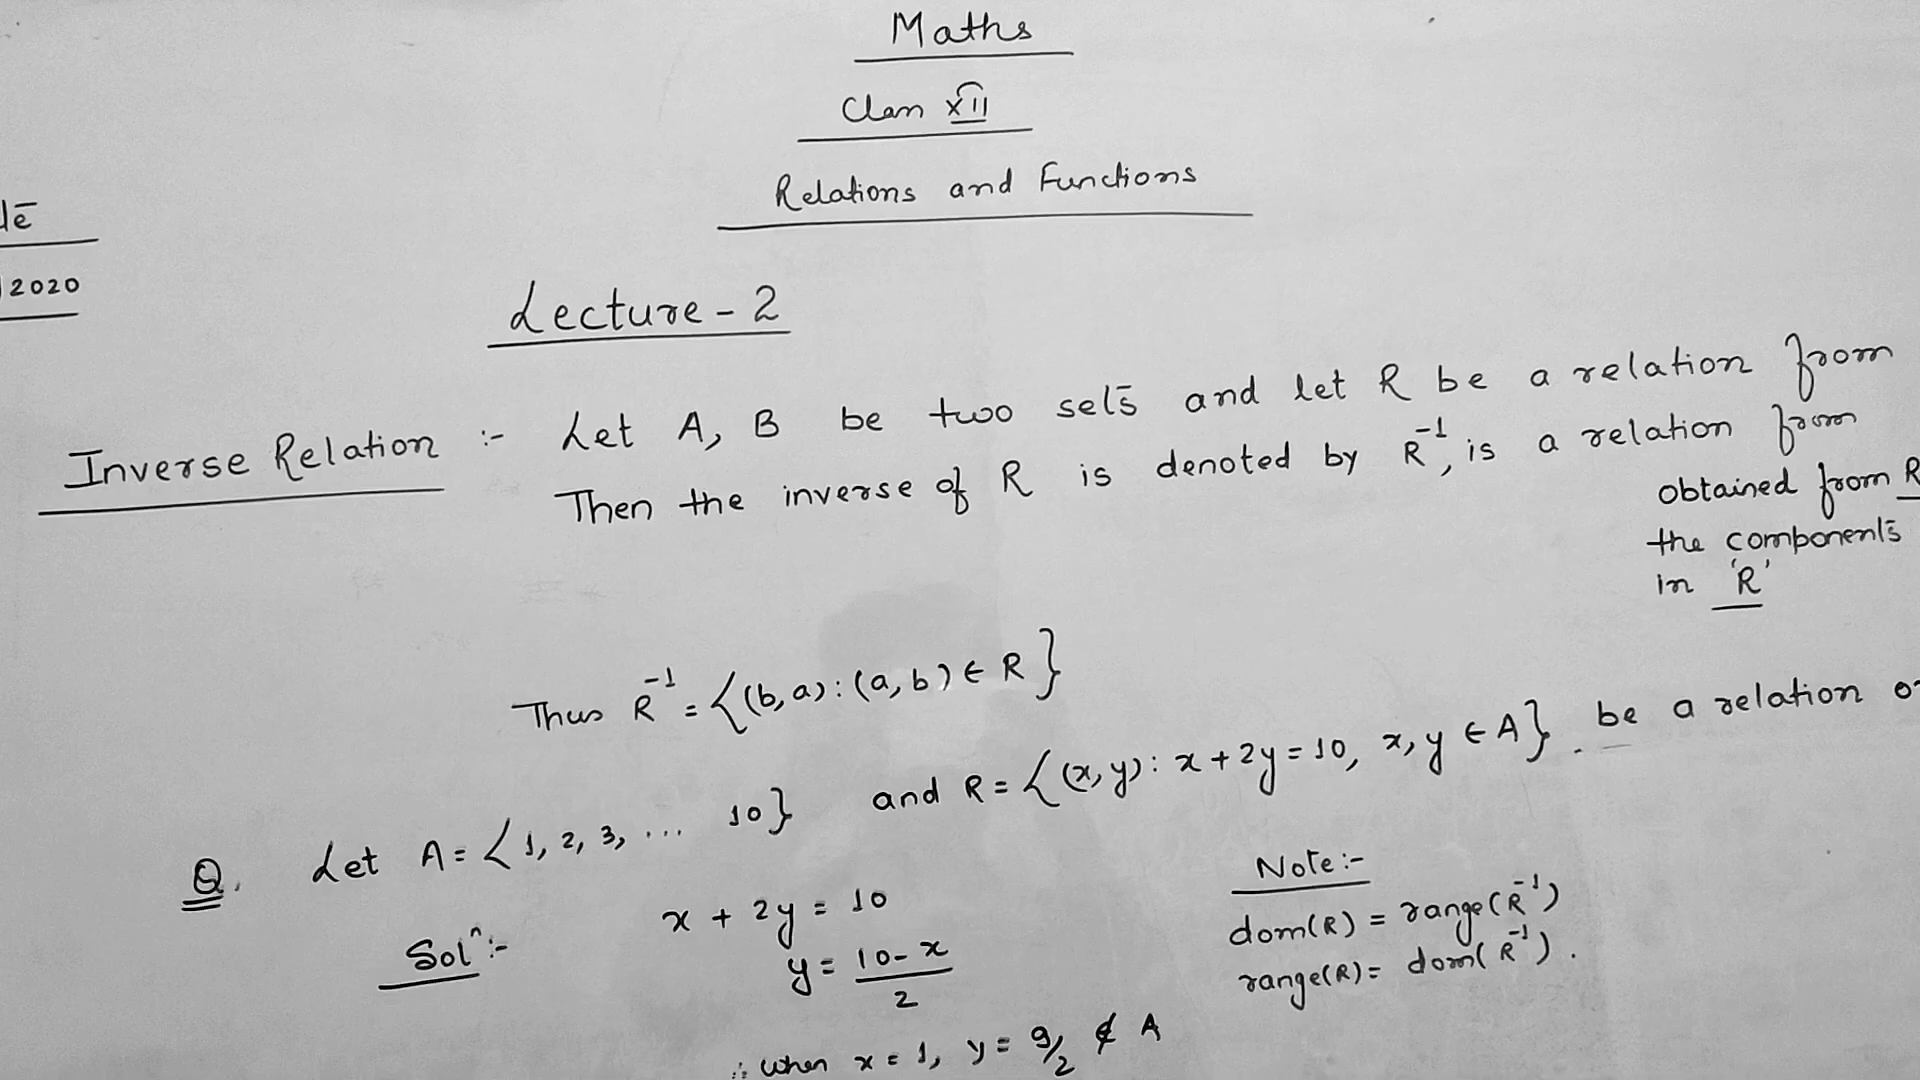 Maths
Class XII
Relations and Functions
2020
Lecture - 2
Inverse Relation :- Let A, B be two sets and let R be a relation from
Then the inverse of R is denoted by R⁻¹, is a relation from
obtained from R
the components
in 'R'
Thus R⁻¹ = {(b, a) : (a, b) ∈ R}
Q. Let A = {1, 2, 3, ... 10} and R = {(x, y) : x + 2y = 10, x, y ∈ A} be a relation
Solⁿ :- x + 2y = 10
y = (10 - x)/2
∴ when x = 1, y = 9/2 ∉ A
Note :-
dom(R) = range(R⁻¹)
range(R) = dom(R⁻¹).